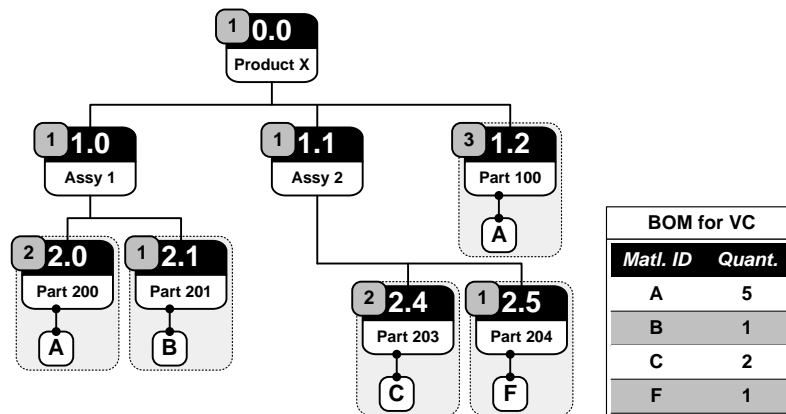 1 0.0
Product X
1 1.0
Assy 1
1 1.1
Assy 2
3 1.2
Part 100
A
2 2.0
Part 200
A
1 2.1
Part 201
B
2 2.4
Part 203
C
1 2.5
Part 204
F
BOM for VC
Matl. ID Quant.
A 5
B 1
C 2
F 1